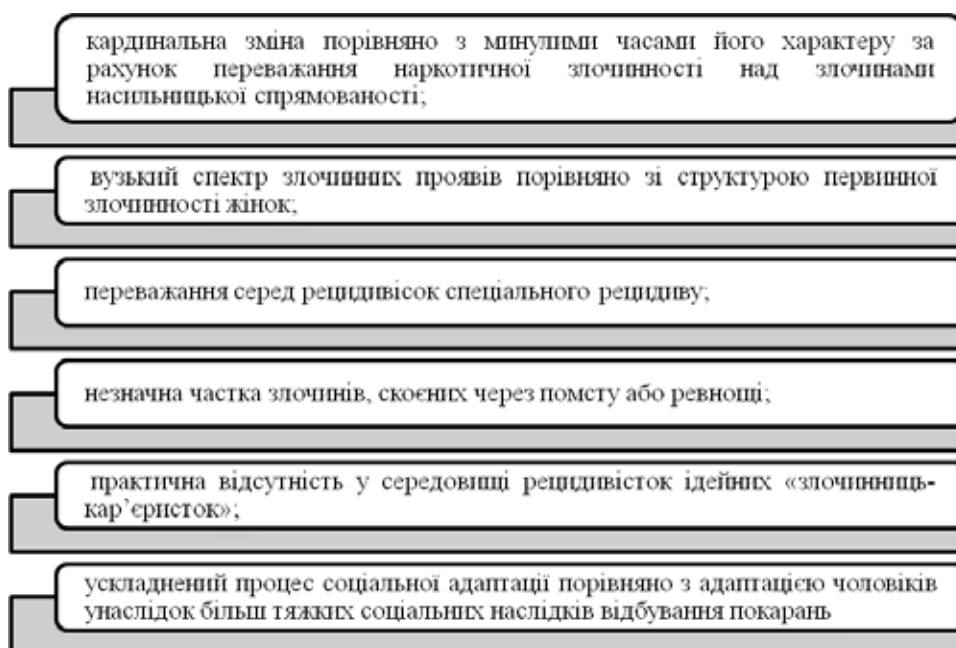 кардинальна зміна порівняно з минулими часами його характеру за
рахунок переважання наркотичної злочинності над злочинами
насильницької спрямованості;
вузький спектр злочинних проявів порівняно зі структурою первинної
злочинності жінок;
переважання серед рецидивісок спеціального рецидиву;
незначна частка злочинів, скоєних через помсту або ревнощі;
практична відсутність у середовищі рецидивісток ідейних «злочинниць-
кар’єристок»;
ускладнений процес соціальної адаптації порівняно з адаптацією чоловіків
унаслідок більш тяжких соціальних наслідків відбування покарань